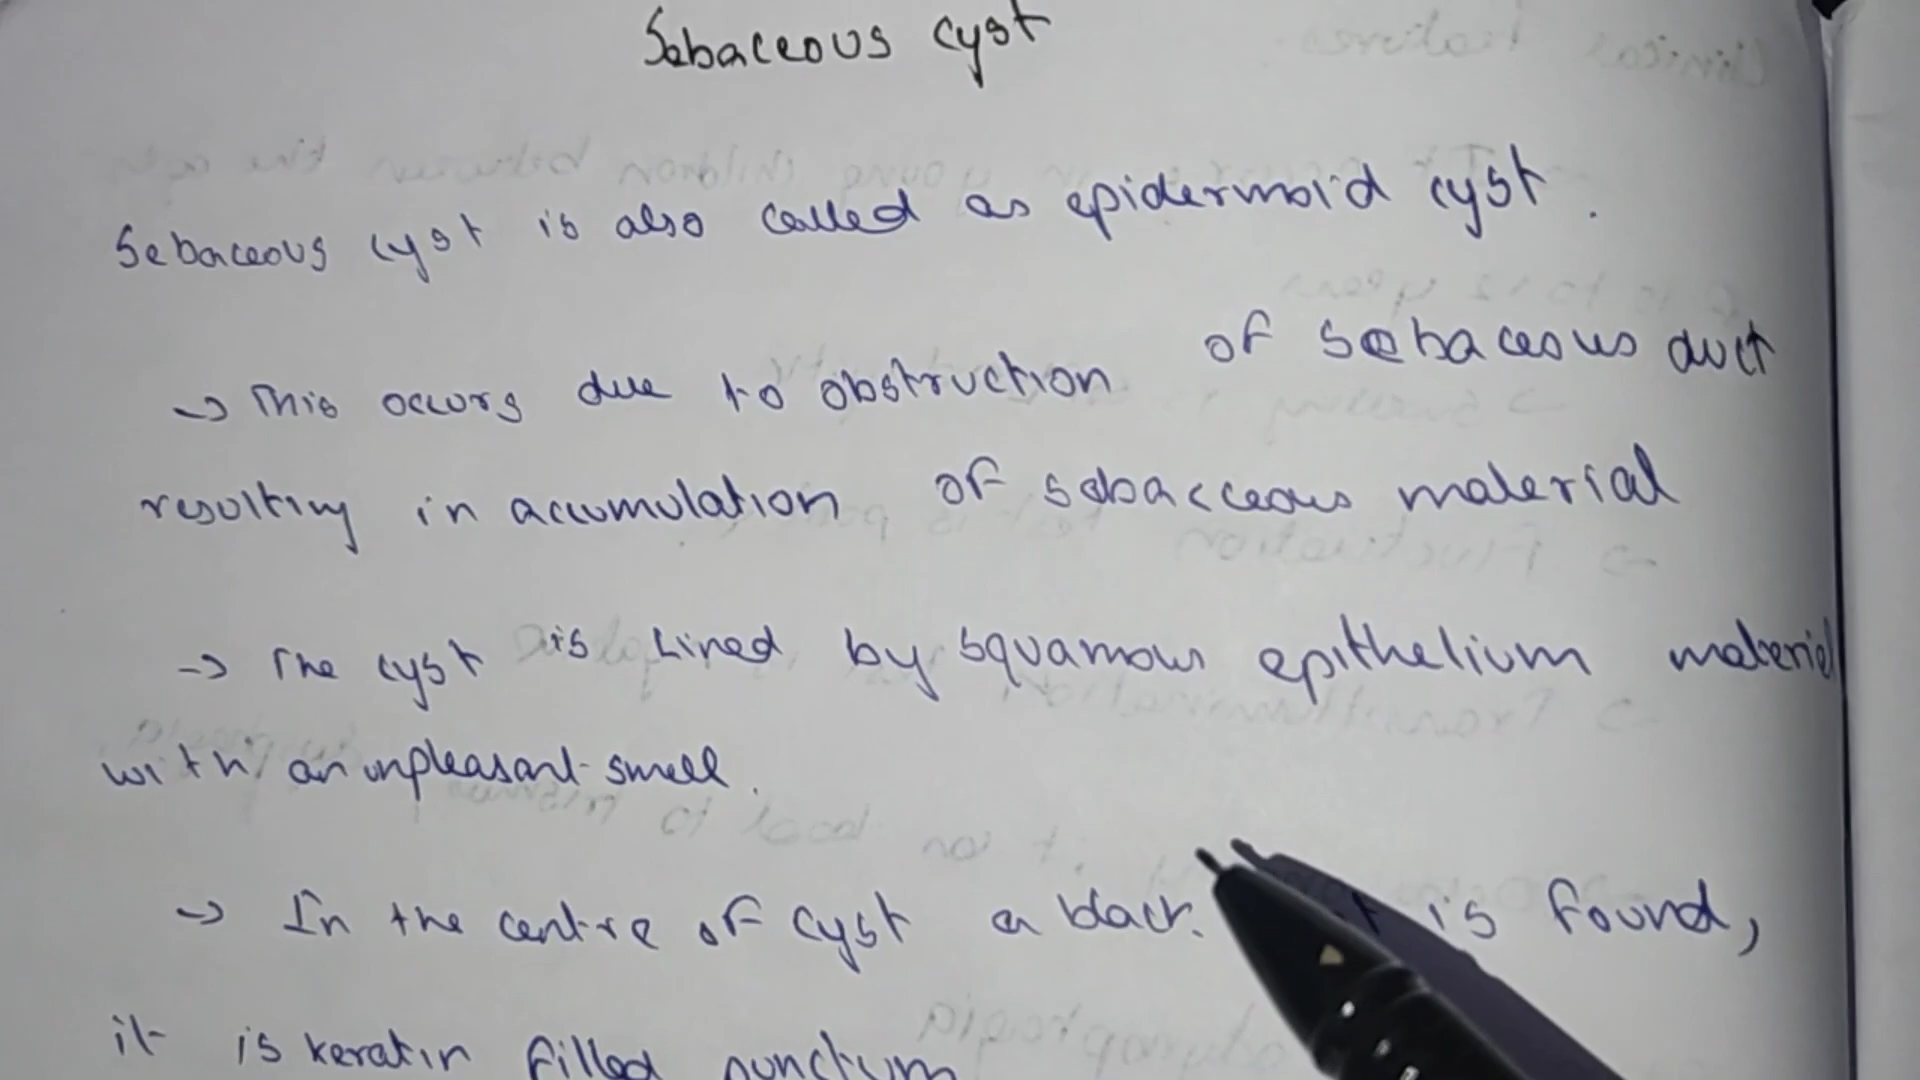 Sebaceous cyst
Sebaceous cyst is also called as epidermoid cyst.
→ This occurs due to obstruction of sebaceous duct
resulting in accumulation of sebacceous material
→ The cyst is Lined by squamous epithelium material
with an unpleasant smell.
→ In the centre of cyst a black is found,
it is keratin filled punctum